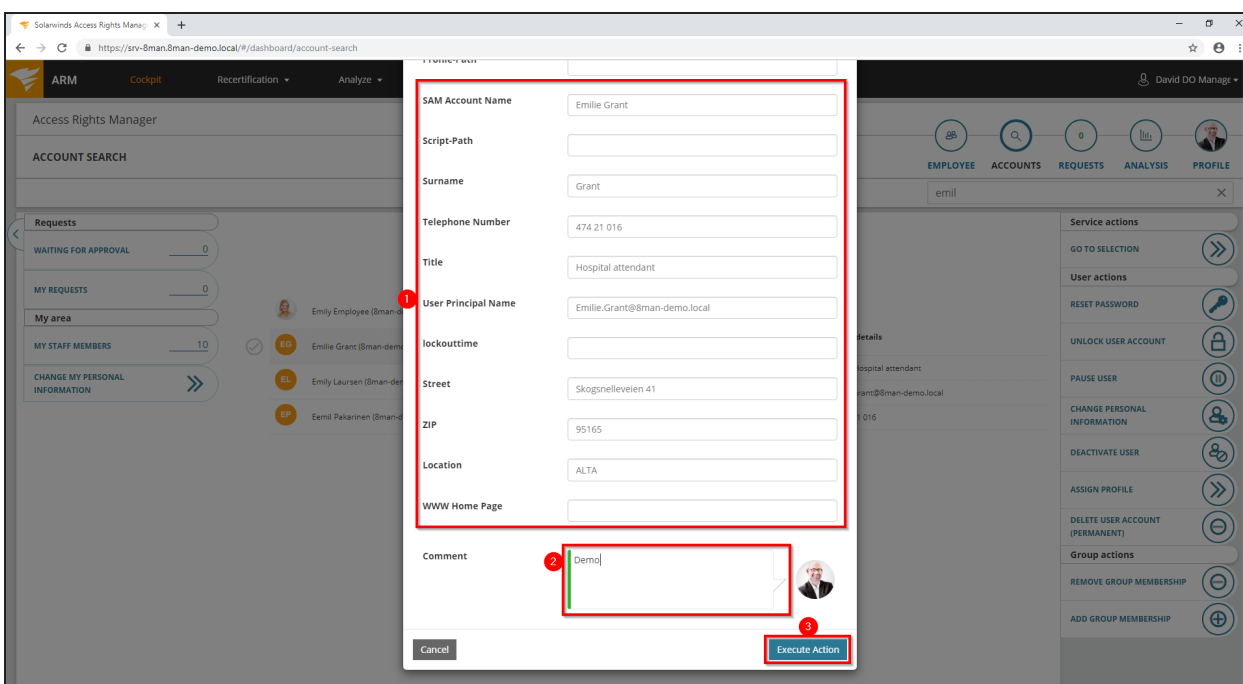 Solarwinds Access Rights Manag
https://srv-8man.8man-demo.local/#/dashboard/account-search
ARM
Cockpit
Recertification
Analyze
David DO Manage
Access Rights Manager
ACCOUNT SEARCH
0
EMPLOYEE
ACCOUNTS
REQUESTS
ANALYSIS
PROFILE
emil
Requests
WAITING FOR APPROVAL 0
MY REQUESTS 0
My area
MY STAFF MEMBERS 10
CHANGE MY PERSONAL
INFORMATION
Emily Employee (8man-d
EG Emilie Grant (8man-dem
EL Emily Laursen (8man-der
EP Eemil Pakarinen (8man-d
Profile-Path
SAM Account Name Emilie Grant
Script-Path
Surname Grant
Telephone Number 474 21 016
Title Hospital attendant
1
User Principal Name Emilie.Grant@8man-demo.local
lockouttime
Street Skogsnelleveien 41
ZIP 95165
Location ALTA
WWW Home Page
Comment
2
Demo
3
Cancel
Execute Action
details
Hospital attendant
rant@8man-demo.local
1 016
Service actions
GO TO SELECTION
User actions
RESET PASSWORD
UNLOCK USER ACCOUNT
PAUSE USER
CHANGE PERSONAL
INFORMATION
DEACTIVATE USER
ASSIGN PROFILE
DELETE USER ACCOUNT
(PERMANENT)
Group actions
REMOVE GROUP MEMBERSHIP
ADD GROUP MEMBERSHIP